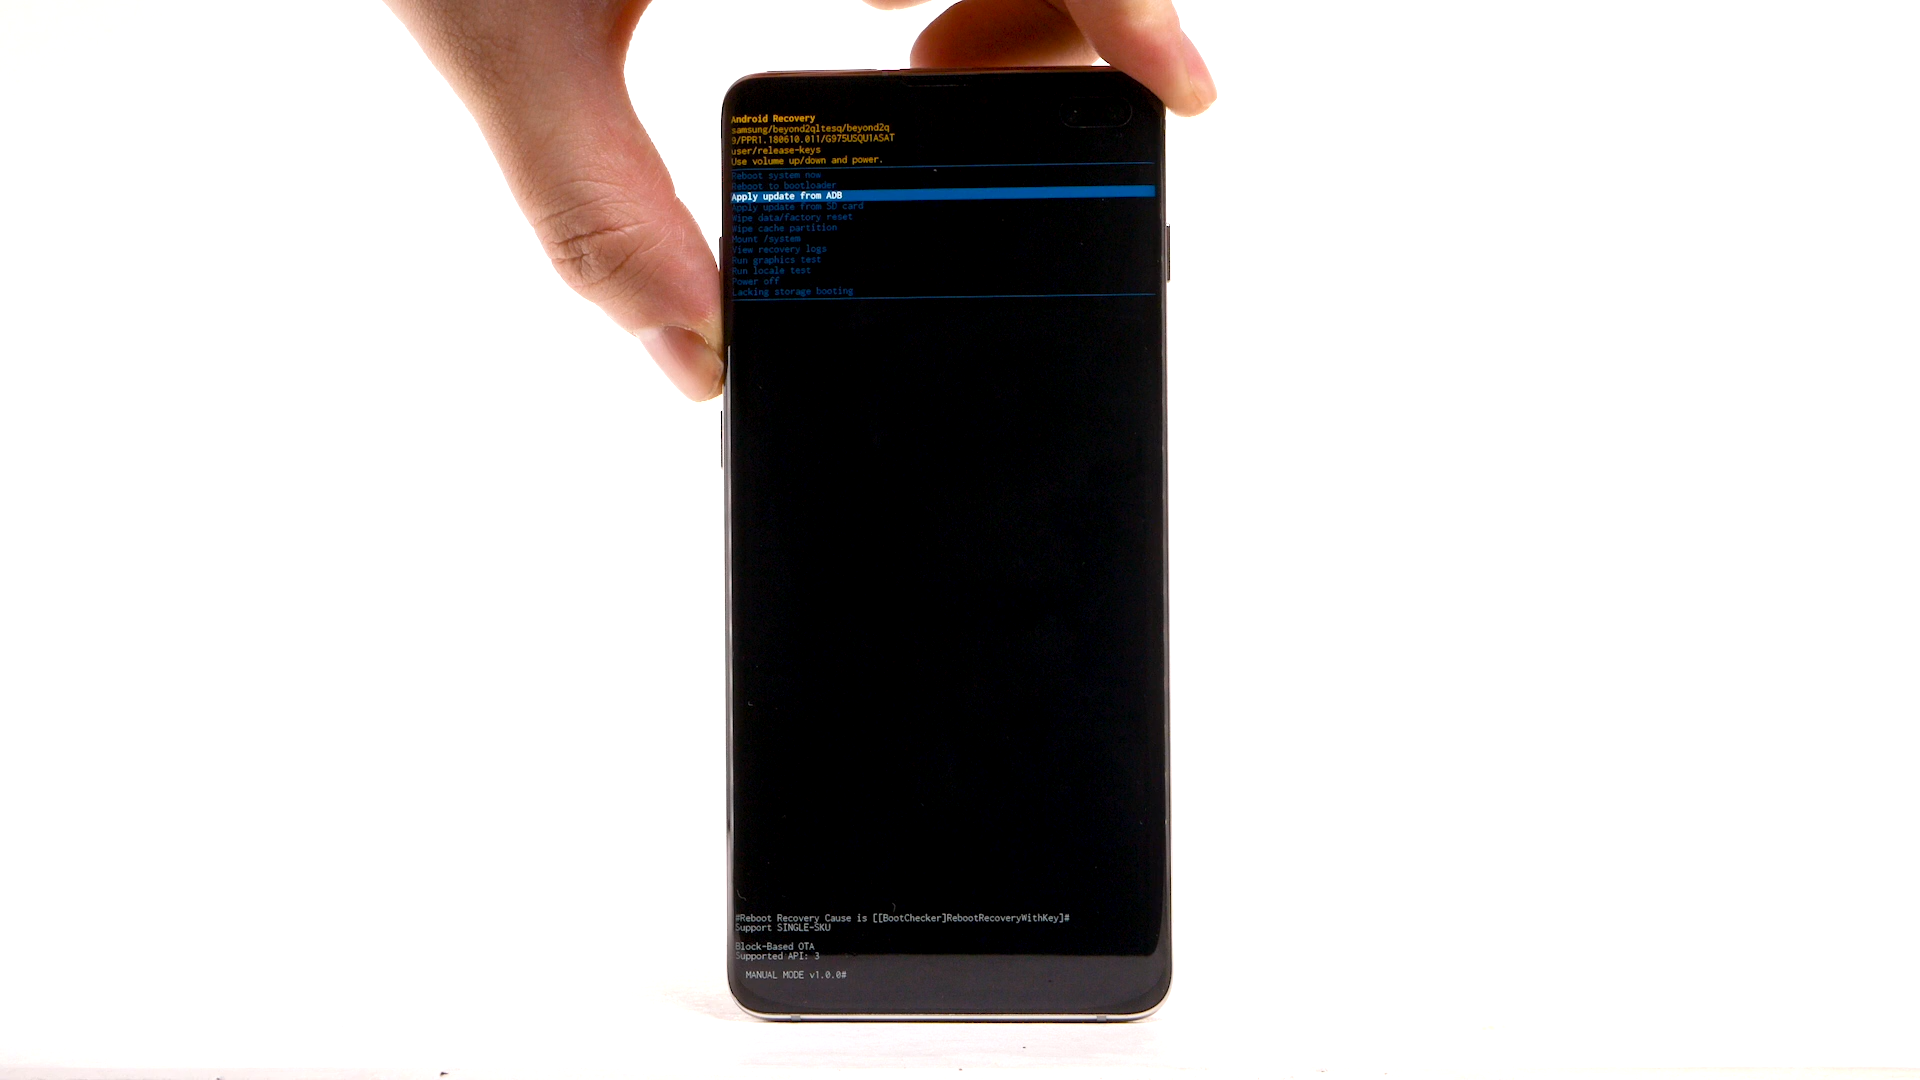 Android Recovery
samsung/beyond2qltesq/beyond2q
9/PPR1.180610.011/G975USQU1ASAT
user/release-keys
Use volume up/down and power.
Reboot system now
Reboot to bootloader
Apply update from ADB
Apply update from SD card
Wipe data/factory reset
Wipe cache partition
Mount /system
View recovery logs
Run graphics test
Run locale test
Power off
Lacking storage booting
#Reboot Recovery Cause is [[BootChecker]RebootRecoveryWithKey]#
Support SINGLE-SKU
Block-Based OTA
Supported API: 3
MANUAL MODE v1.0.0#